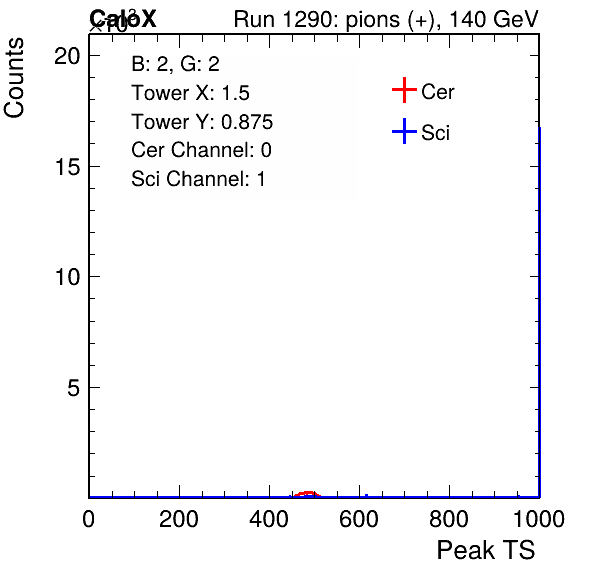 CaloX
×10³
Run 1290: pions (+), 140 GeV
Counts
B: 2, G: 2
Tower X: 1.5
Tower Y: 0.875
Cer Channel: 0
Sci Channel: 1
Cer
Sci
20
15
10
5
0 200 400 600 800 1000
Peak TS